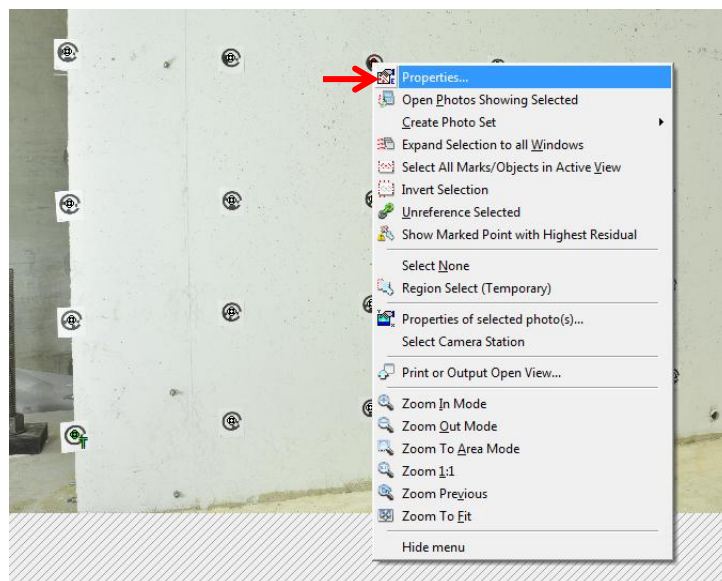 Properties...
Open Photos Showing Selected
Create Photo Set
Expand Selection to all Windows
Select All Marks/Objects in Active View
Invert Selection
Unreference Selected
Show Marked Point with Highest Residual
Select None
Region Select (Temporary)
Properties of selected photo(s)...
Select Camera Station
Print or Output Open View...
Zoom In Mode
Zoom Out Mode
Zoom To Area Mode
Zoom 1:1
Zoom Previous
Zoom To Fit
Hide menu